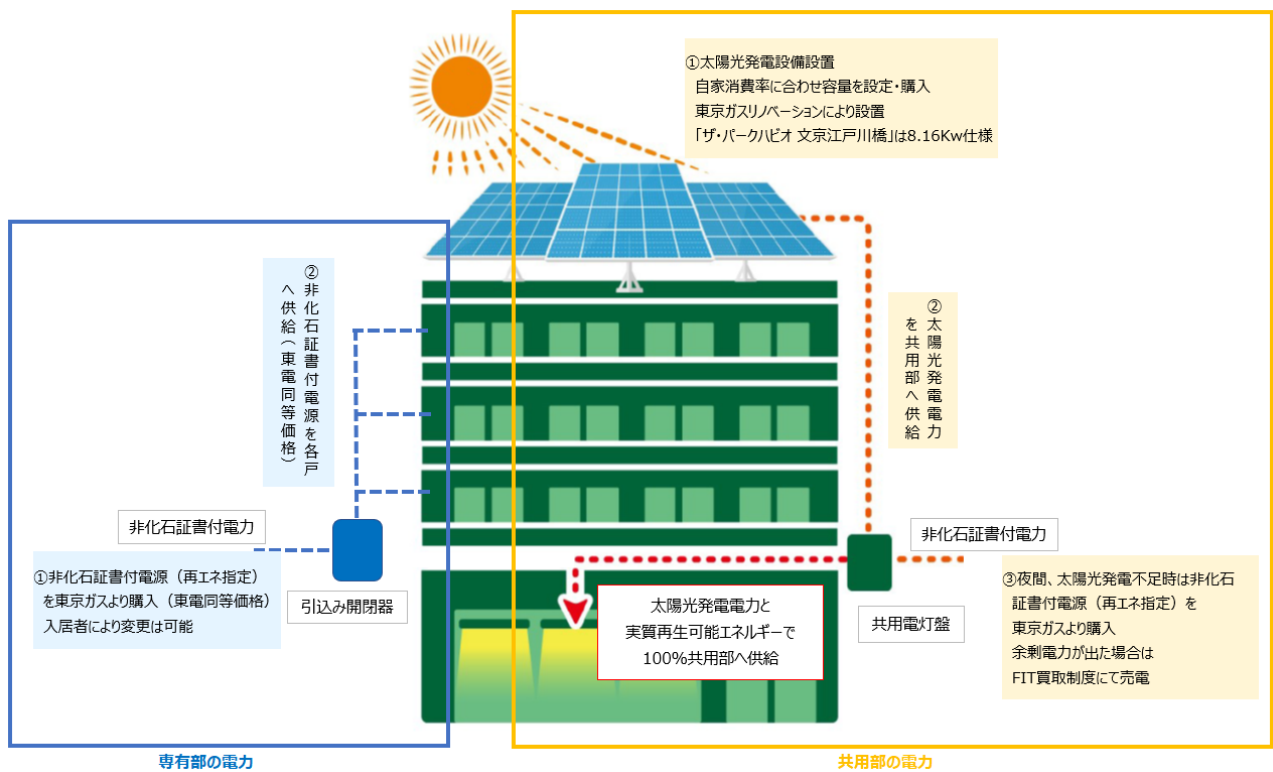 ①太陽光発電設備設置
自家消費率に合わせ容量を設定・購入
東京ガスリノベーションにより設置
「ザ・パークハビオ 文京江戸川橋」は8.16Kw仕様
②非化石証書付電源を各戸
へ供給（東電同等価格）
②太陽光発電電力
を共用部へ供給
非化石証書付電力
①非化石証書付電源（再エネ指定）
を東京ガスより購入（東電同等価格）
入居者により変更は可能
引込み開閉器
太陽光発電電力と
実質再生可能エネルギーで
100％共用部へ供給
共用電灯盤
非化石証書付電力
③夜間、太陽光発電不足時は非化石
証書付電源（再エネ指定）を
東京ガスより購入
余剰電力が出た場合は
FIT買取制度にて売電
専有部の電力
共用部の電力